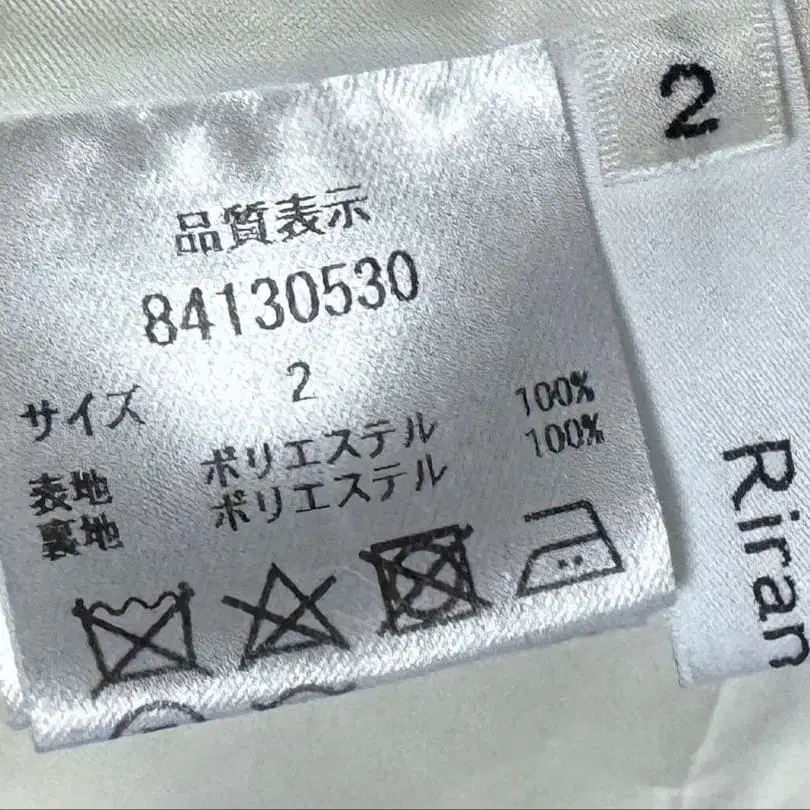 2
品質表示
84130530
サイズ 2
表地 ポリエステル 100%
裏地 ポリエステル 100%
Riran